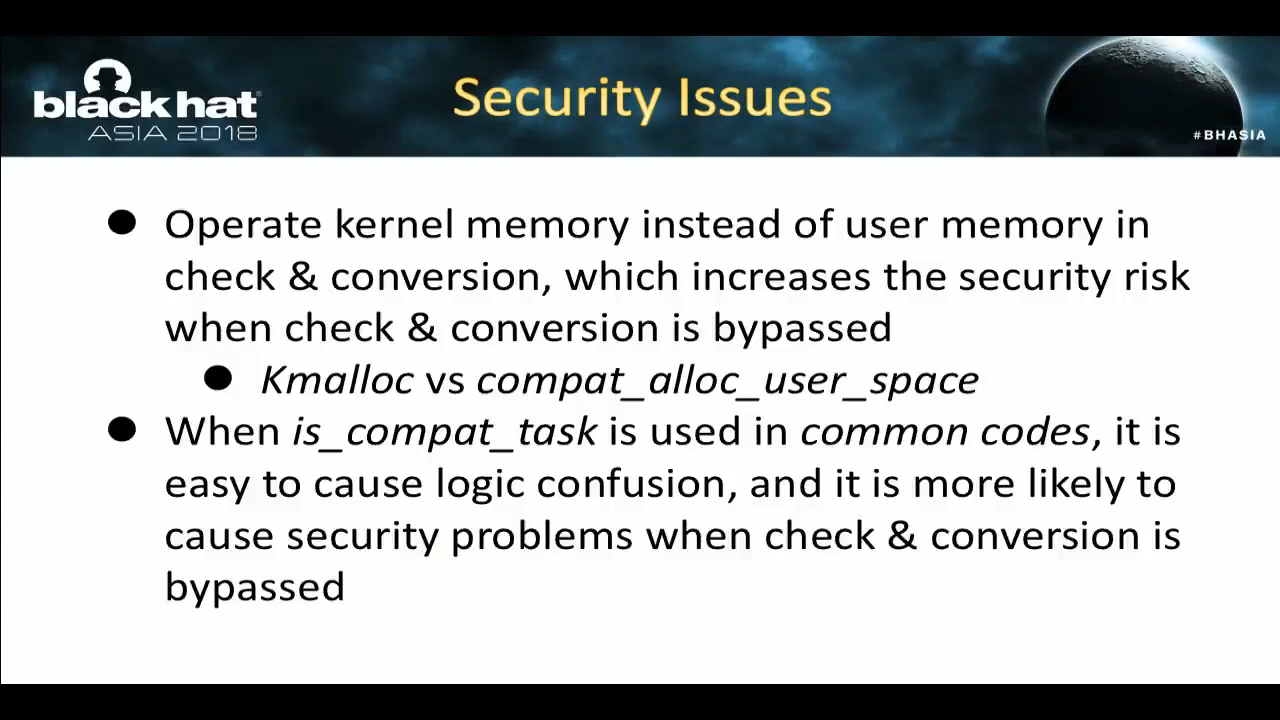 black hat
ASIA 2018
Security Issues
#BHASIA
● Operate kernel memory instead of user memory in
check & conversion, which increases the security risk
when check & conversion is bypassed
● Kmalloc vs compat_alloc_user_space
● When is_compat_task is used in common codes, it is
easy to cause logic confusion, and it is more likely to
cause security problems when check & conversion is
bypassed